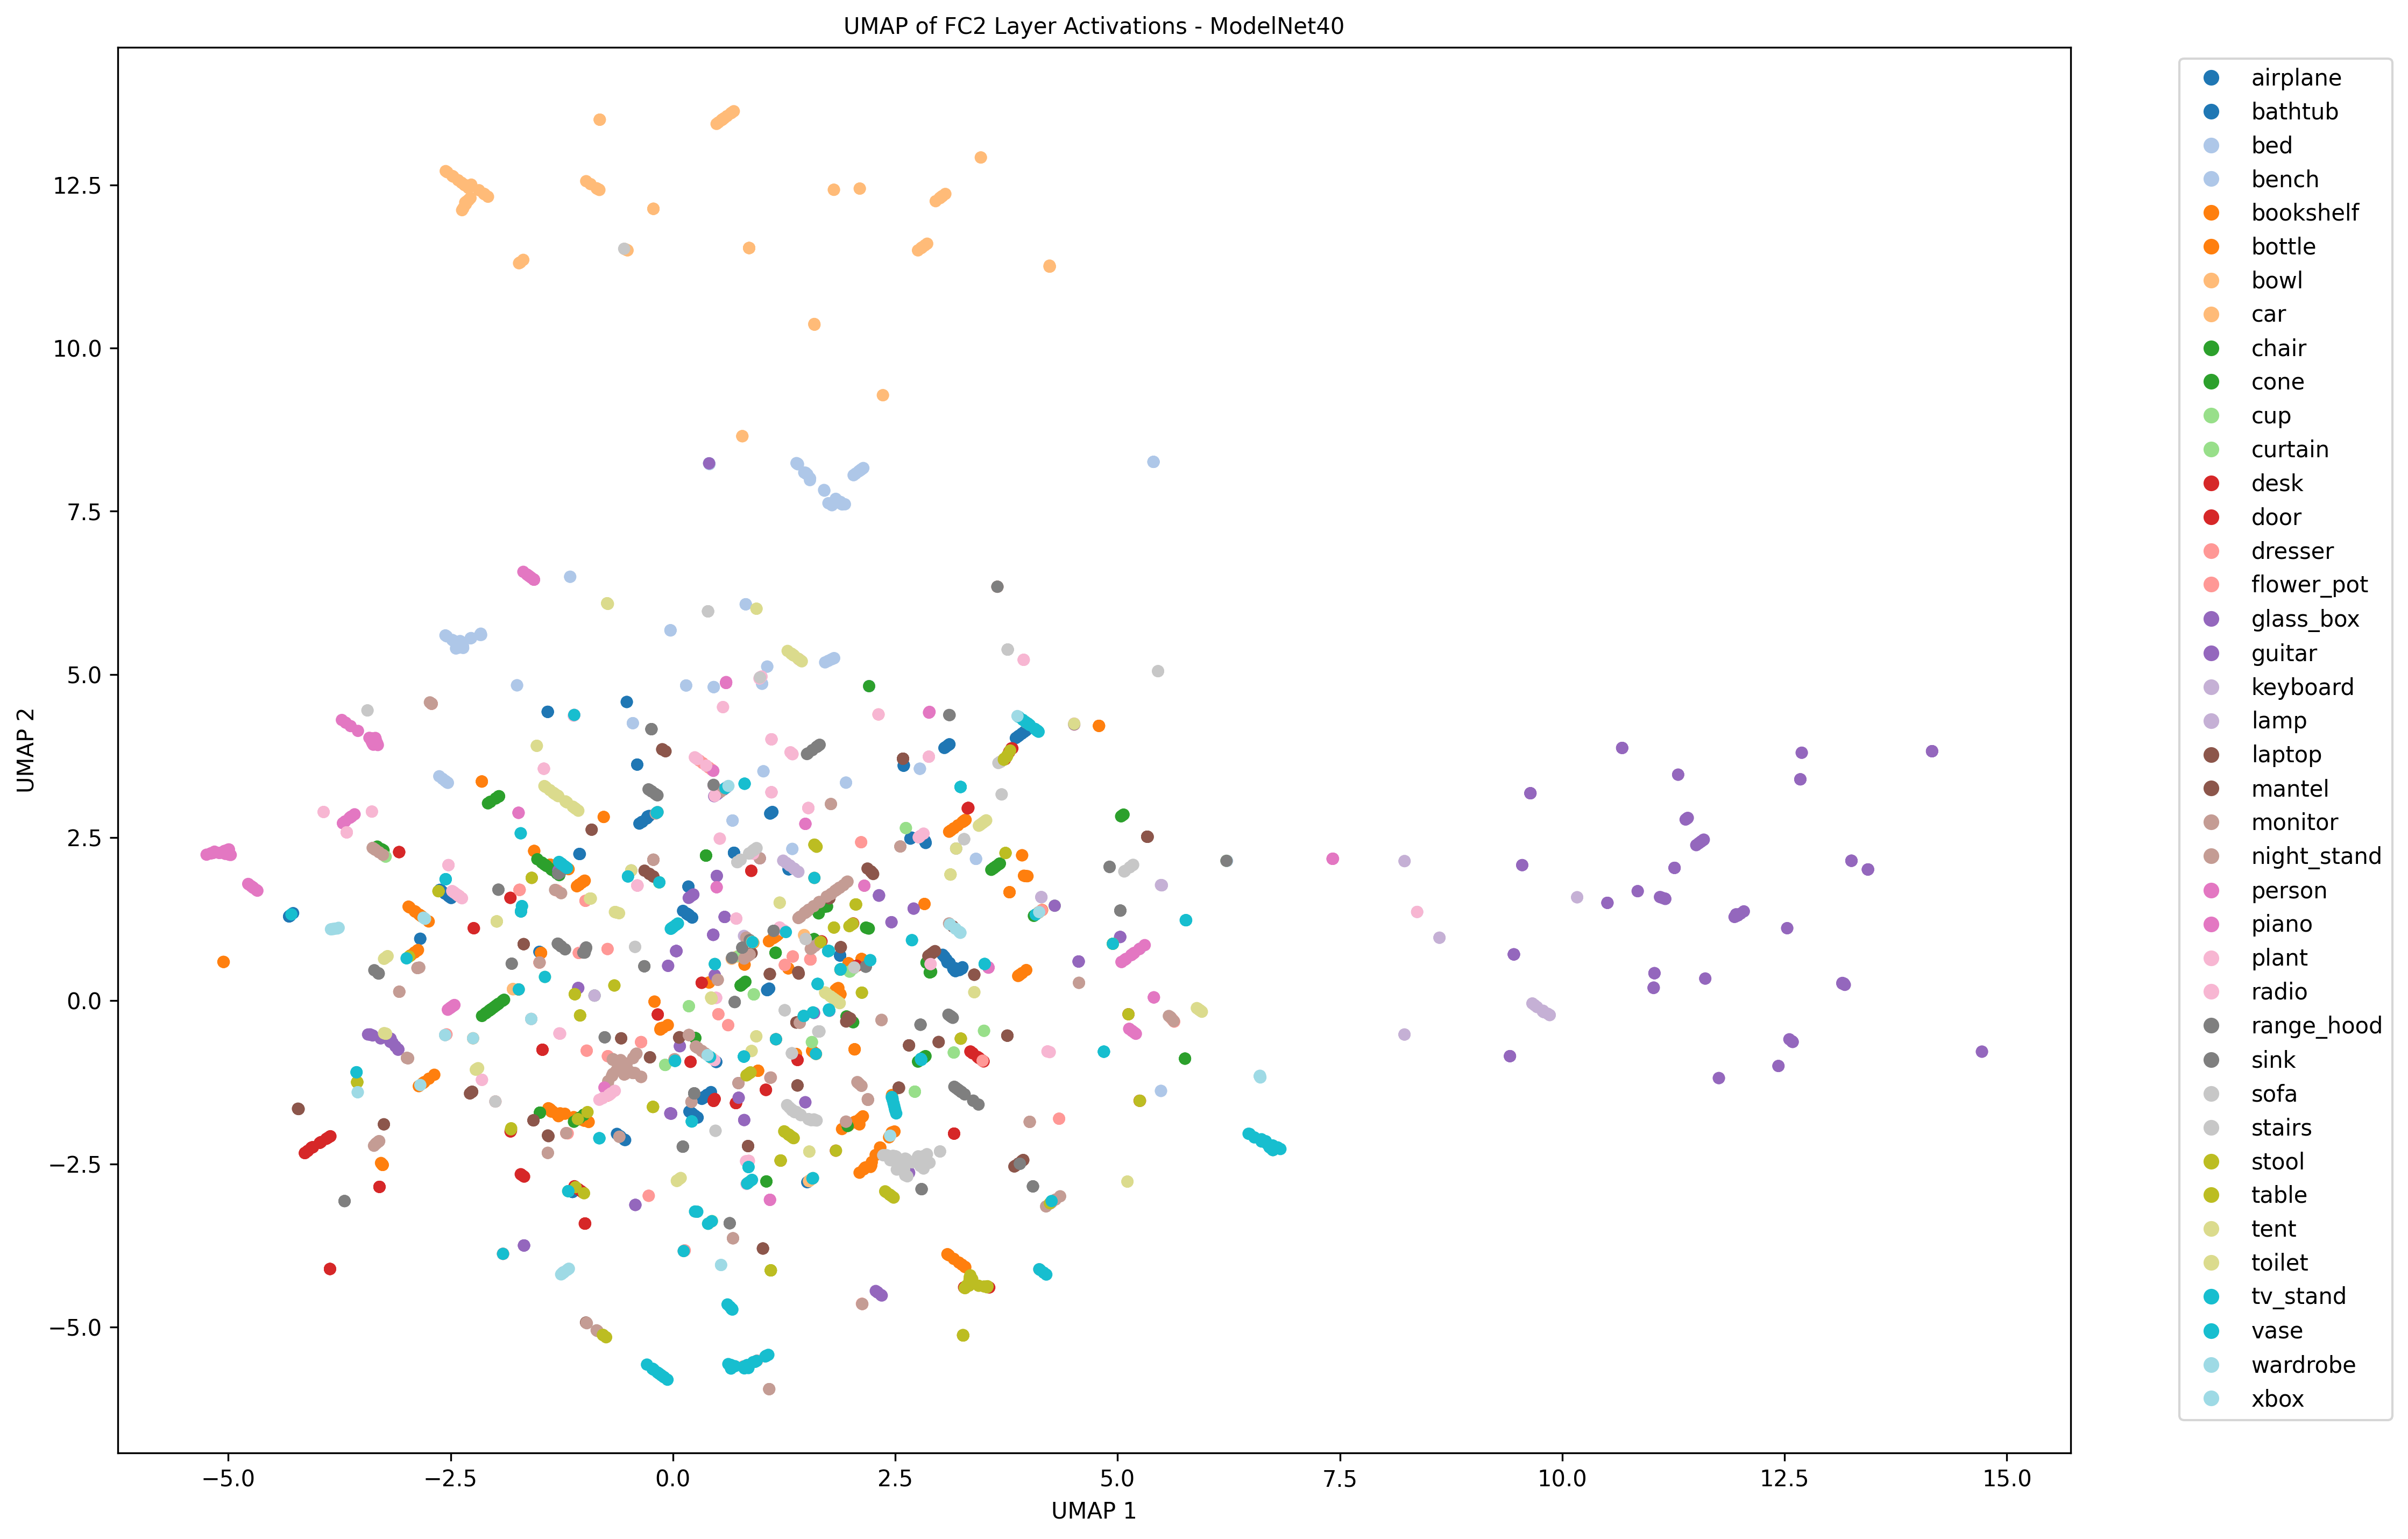 UMAP of FC2 Layer Activations - ModelNet40
12.5
10.0
7.5
5.0
2.5
0.0
−2.5
−5.0
UMAP 2
−5.0
−2.5
0.0
2.5
5.0
7.5
10.0
12.5
15.0
UMAP 1
airplane
bathtub
bed
bench
bookshelf
bottle
bowl
car
chair
cone
cup
curtain
desk
door
dresser
flower_pot
glass_box
guitar
keyboard
lamp
laptop
mantel
monitor
night_stand
person
piano
plant
radio
range_hood
sink
sofa
stairs
stool
table
tent
toilet
tv_stand
vase
wardrobe
xbox